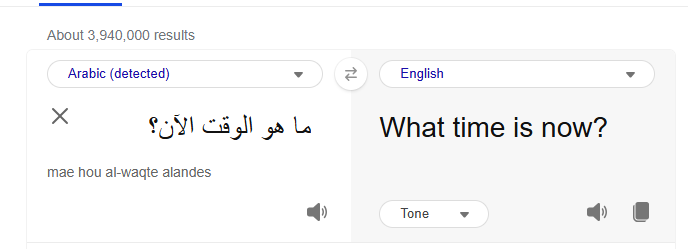 About 3,940,000 results
Arabic (detected)
English
ما هو الوقت الآن؟
What time is now?
mae hou al-waqte alandes
Tone